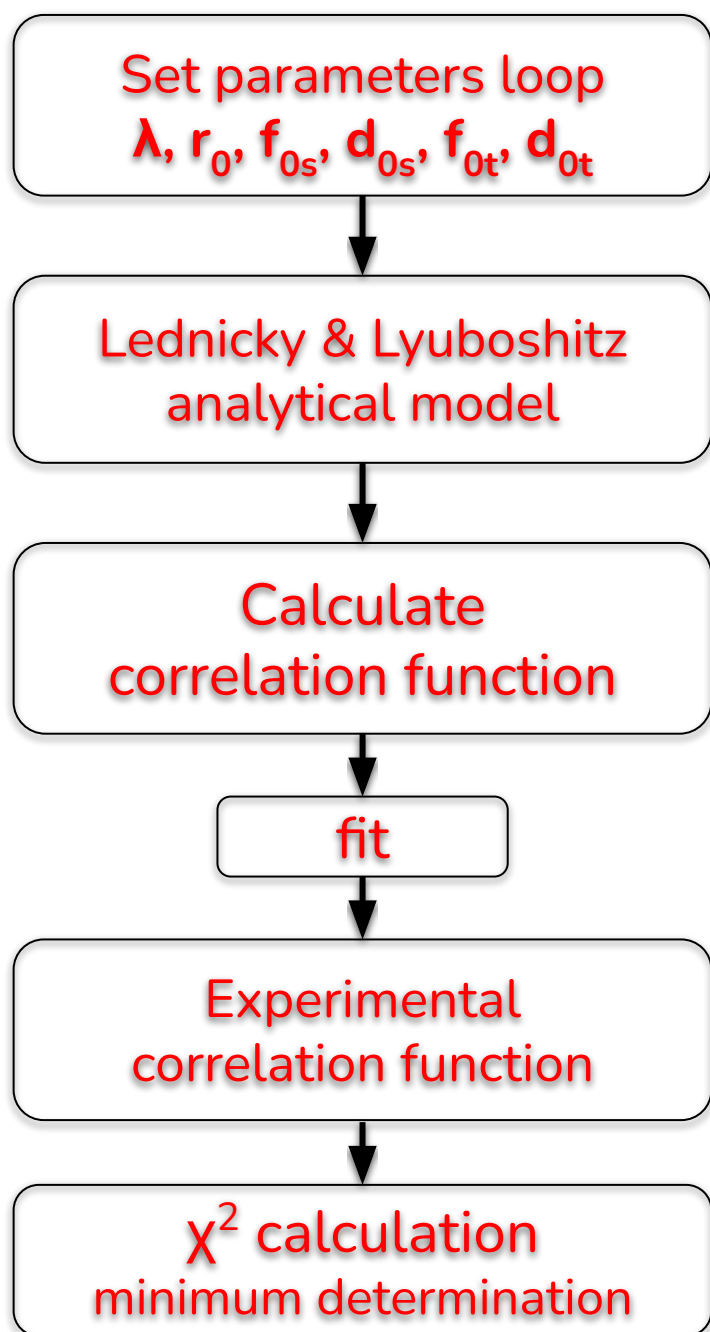 Set parameters loop
λ, r₀, f₀ₛ, d₀ₛ, f₀ₜ, d₀ₜ
Lednicky & Lyuboshitz
analytical model
Calculate
correlation function
fit
Experimental
correlation function
χ² calculation
minimum determination